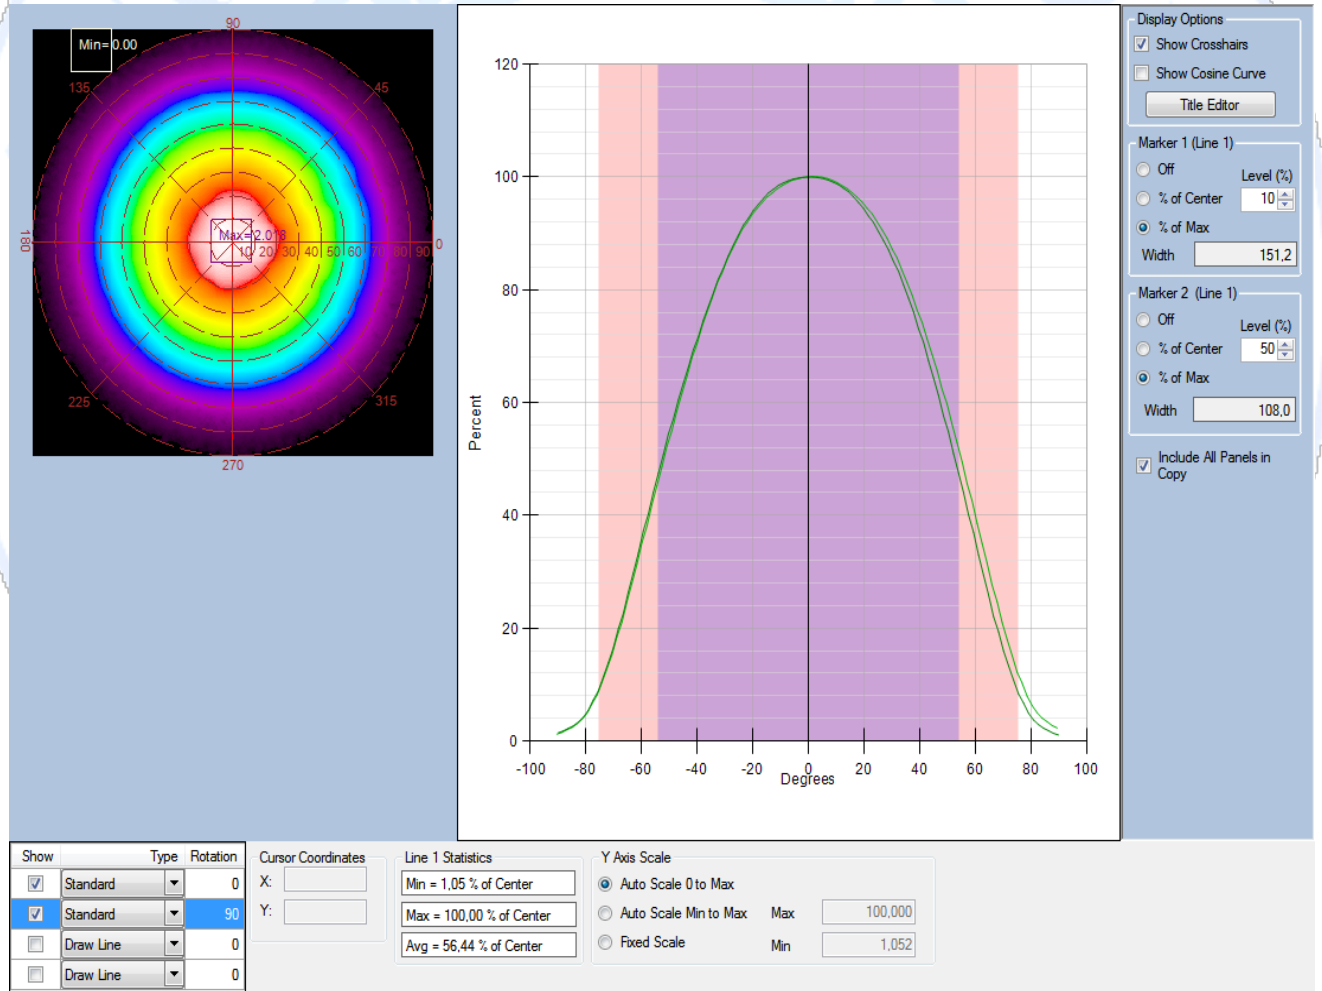 Min= 0.00
90
135
45
180
Max=2.018
10 20 30 40 50 60 70 80 90
0
225
315
270
120
100
80
60
40
20
0
Percent
-100 -80 -60 -40 -20 0 20 40 60 80 100
Degrees
Display Options
Show Crosshairs
Show Cosine Curve
Title Editor
Marker 1 (Line 1)
Off
Level (%)
% of Center
10
% of Max
Width
151,2
Marker 2 (Line 1)
Off
Level (%)
% of Center
50
% of Max
Width
108,0
Include All Panels in
Copy
Show Type Rotation
Standard 0
Standard 90
Draw Line 0
Draw Line 0
Cursor Coordinates
X:
Y:
Line 1 Statistics
Min = 1,05 % of Center
Max = 100,00 % of Center
Avg = 56,44 % of Center
Y Axis Scale
Auto Scale 0 to Max
Auto Scale Min to Max
Max 100,000
Fixed Scale
Min 1,052